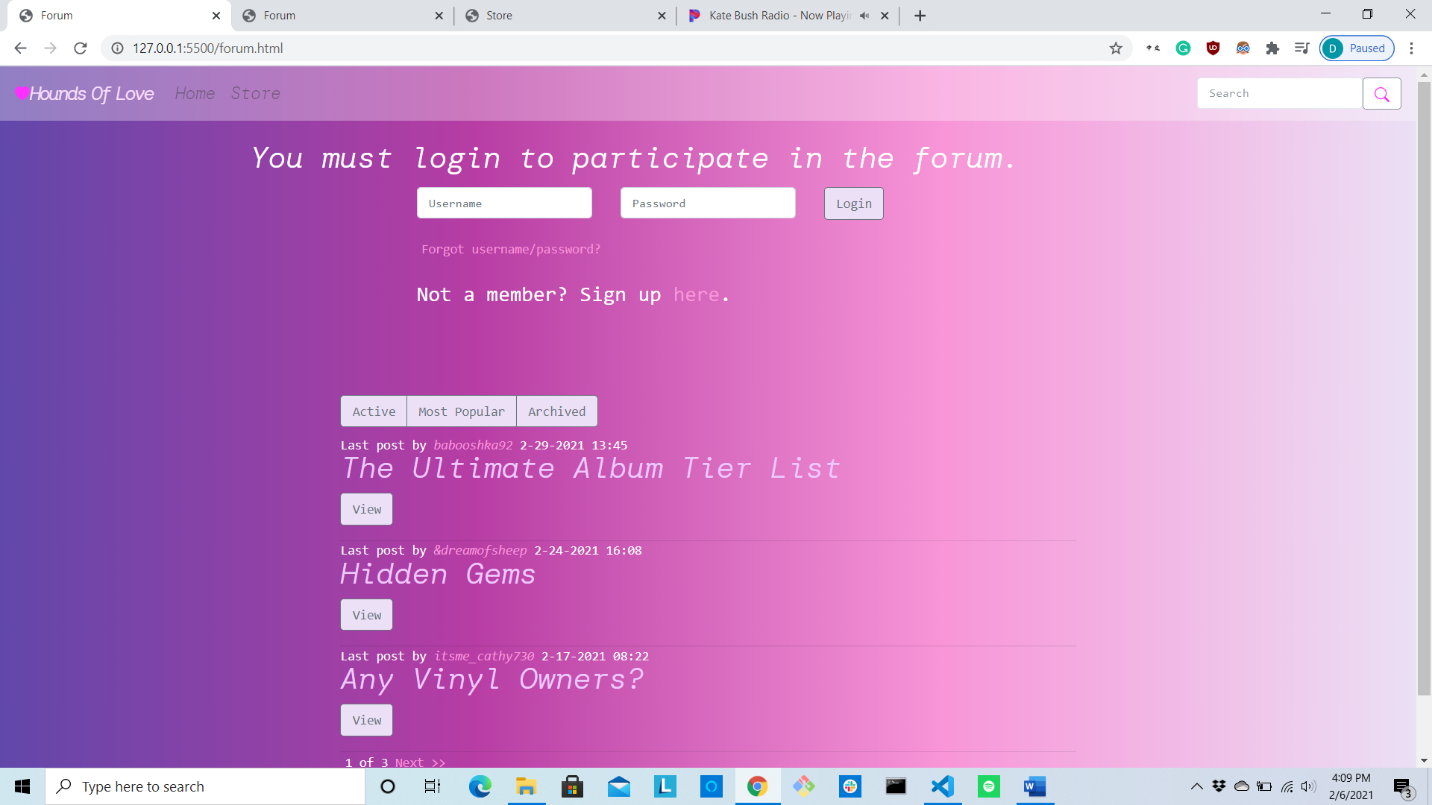 Forum
Forum
Store
Kate Bush Radio - Now Playin
127.0.0.1:5500/forum.html
D Paused
Hounds Of Love Home Store
Search
You must login to participate in the forum.
Username Password Login
Forgot username/password?
Not a member? Sign up here.
Active Most Popular Archived
Last post by babooshka92 2-29-2021 13:45
The Ultimate Album Tier List
View
Last post by &dreamofsheep 2-24-2021 16:08
Hidden Gems
View
Last post by itsme_cathy730 2-17-2021 08:22
Any Vinyl Owners?
View
1 of 3 Next >>
Type here to search
4:09 PM
2/6/2021
3